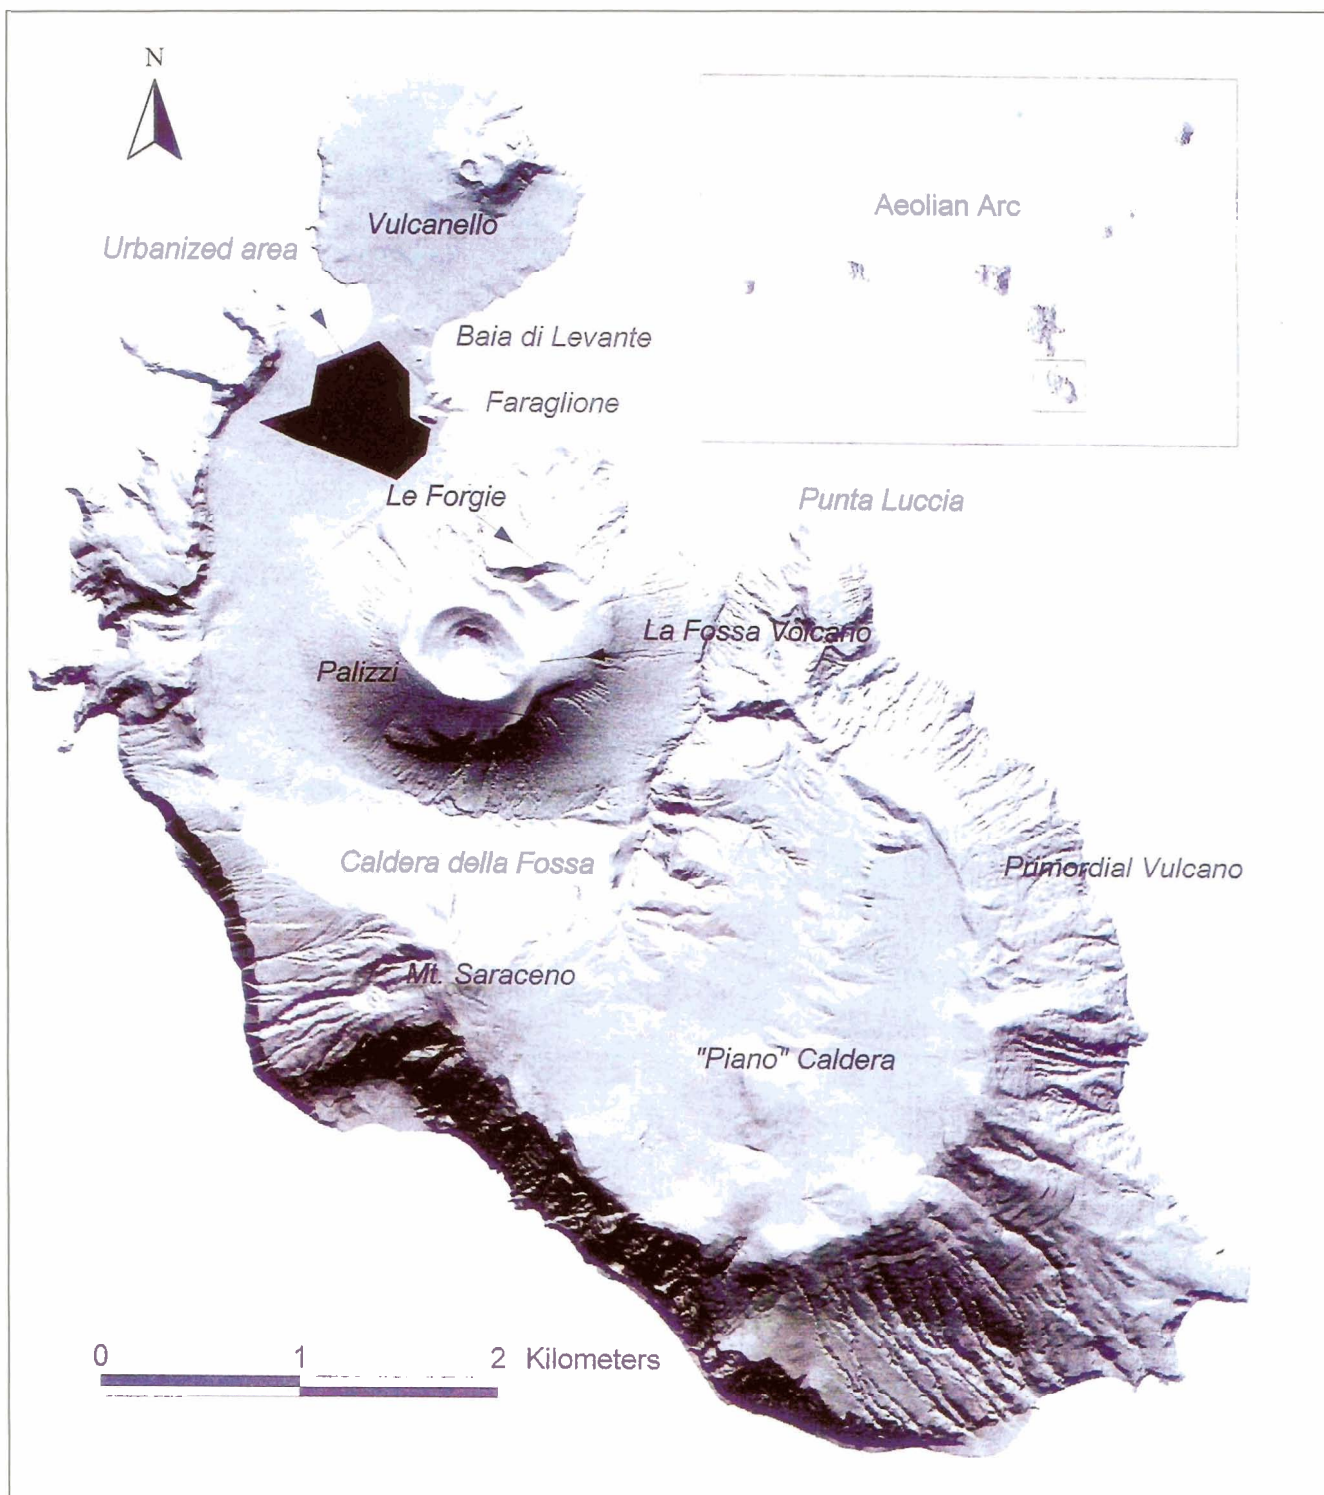 N
Aeolian Arc
Vulcanello
Urbanized area
Baia di Levante
Faraglione
Le Forgie
Punta Luccia
La Fossa Volcano
Palizzi
Caldera della Fossa
Primordial Vulcano
Mt. Saraceno
"Piano" Caldera
0 1 2 Kilometers